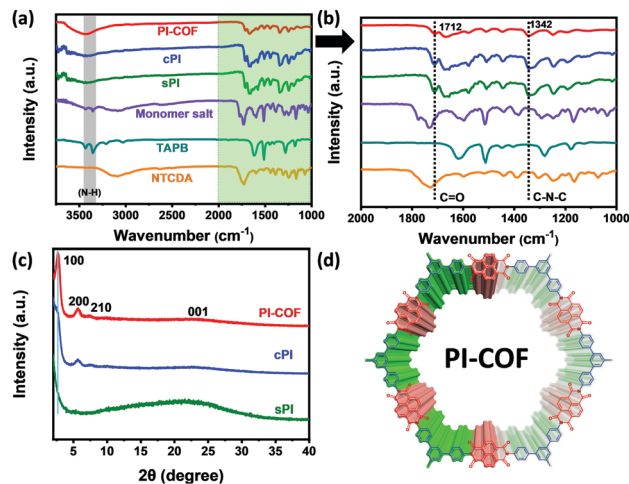 (a)
Intensity (a.u.)
PI-COF
cPI
sPI
Monomer salt
TAPB
NTCDA
(N-H)
3500 3000 2500 2000 1500 1000
Wavenumber (cm-1)
(b)
Intensity (a.u.)
1712
1342
C=O
C-N-C
2000 1800 1600 1400 1200 1000
Wavenumber (cm-1)
(c)
Intensity (a.u.)
100
200
210
001
PI-COF
cPI
sPI
5 10 15 20 25 30 35 40
2θ (degree)
(d)
PI-COF